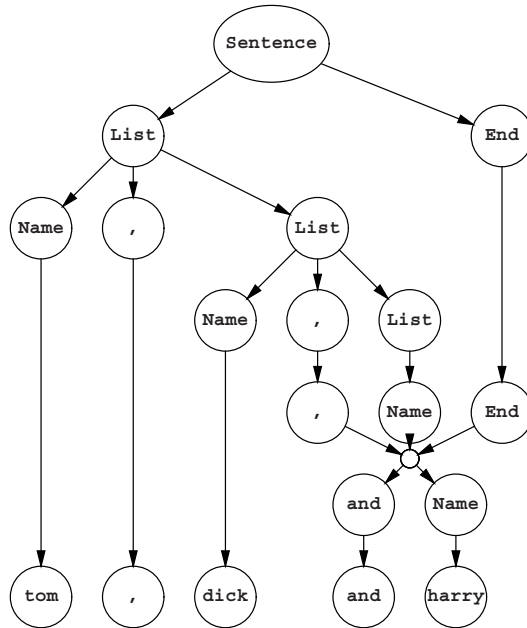 Sentence
List End
Name , List
Name , List
, Name End
and Name
tom , dick and harry